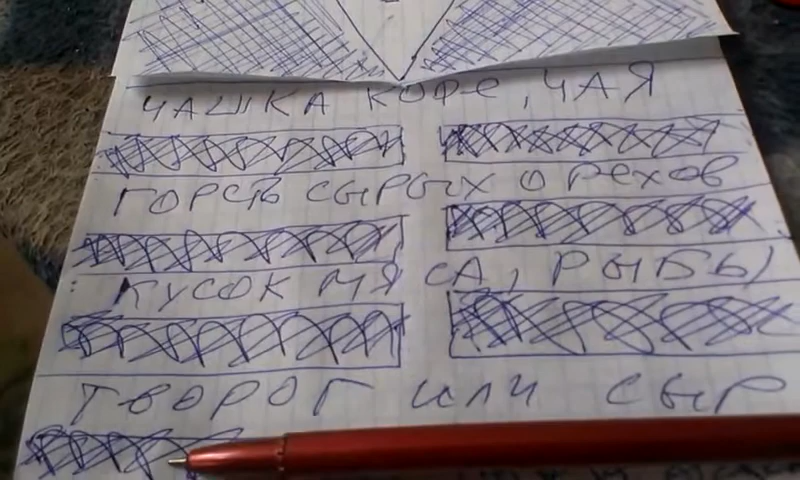 ЧАШКА КОФЕ, ЧАЯ
ГОРСТЬ СЫРЫХ ОРЕХОВ
КУСОК МЯСА, РЫБЫ
ТВОРОГ ИЛИ СЫР